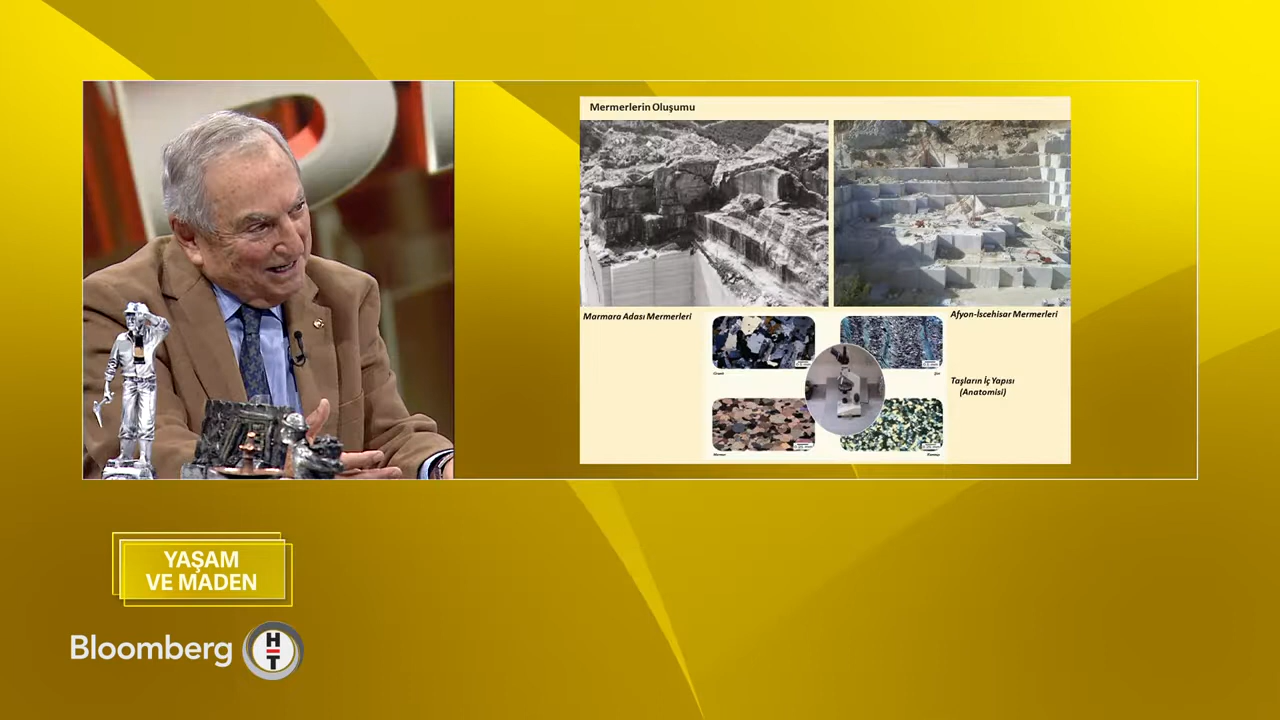 Mermerlerin Oluşumu
Marmara Adası Mermerleri
Afyon-İscehisar Mermerleri
Taşların İç Yapısı
(Anatomisi)
YAŞAM
VE MADEN
Bloomberg
HT